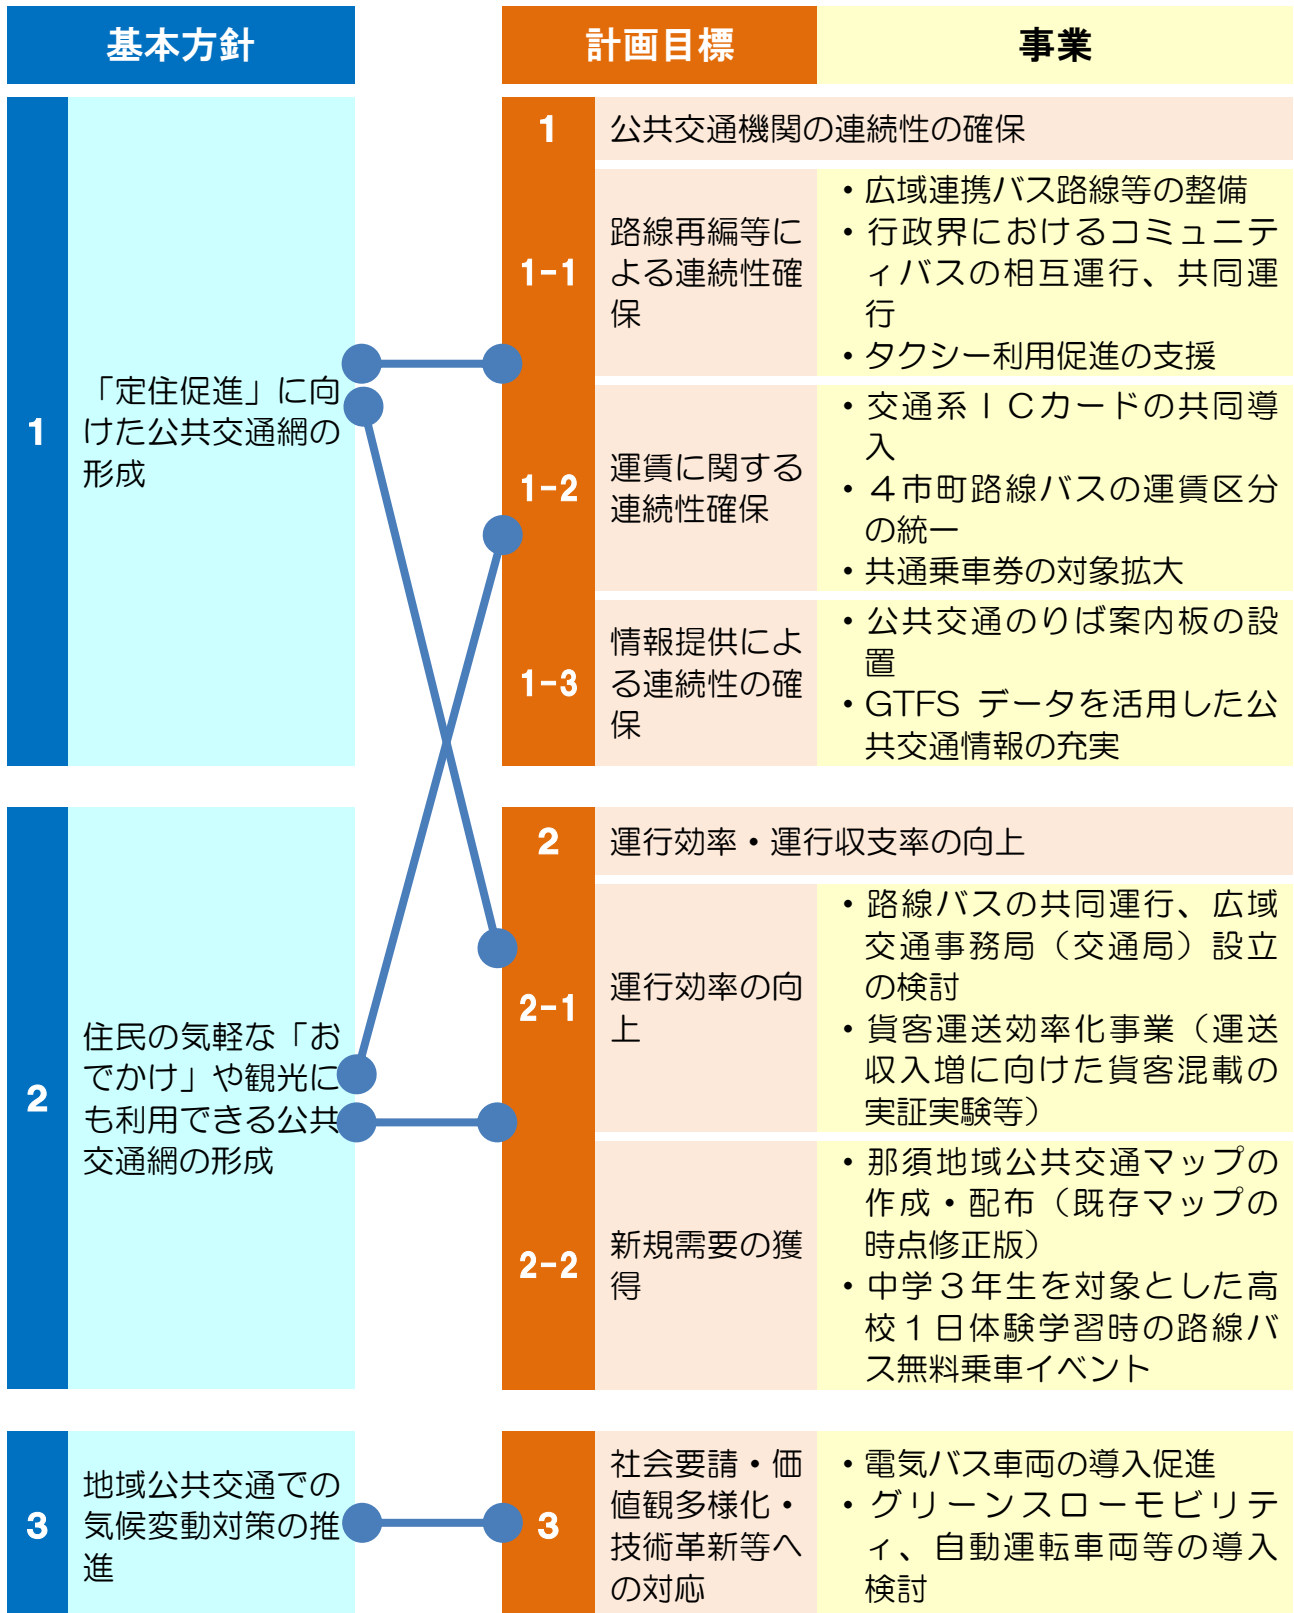 基本方針
計画目標
事業
1
「定住促進」に向
けた公共交通網の
形成
1
公共交通機関の連続性の確保
1-1
路線再編等に
よる連続性確
保
・広域連携バス路線等の整備
・行政界におけるコミュニテ
ィバスの相互運行、共同運
行
・タクシー利用促進の支援
1-2
運賃に関する
連続性確保
・交通系ＩＣカードの共同導
入
・４市町路線バスの運賃区分
の統一
・共通乗車券の対象拡大
1-3
情報提供によ
る連続性の確
保
・公共交通のりば案内板の設
置
・GTFS データを活用した公
共交通情報の充実
2
住民の気軽な「お
でかけ」や観光に
も利用できる公共
交通網の形成
2
運行効率・運行収支率の向上
2-1
運行効率の向
上
・路線バスの共同運行、広域
交通事務局（交通局）設立
の検討
・貨客運送効率化事業（運送
収入増に向けた貨客混載の
実証実験等）
2-2
新規需要の獲
得
・那須地域公共交通マップの
作成・配布（既存マップの
時点修正版）
・中学３年生を対象とした高
校１日体験学習時の路線バ
ス無料乗車イベント
3
地域公共交通での
気候変動対策の推
進
3
社会要請・価
値観多様化・
技術革新等へ
の対応
・電気バス車両の導入促進
・グリーンスローモビリテ
ィ、自動運転車両等の導入
検討